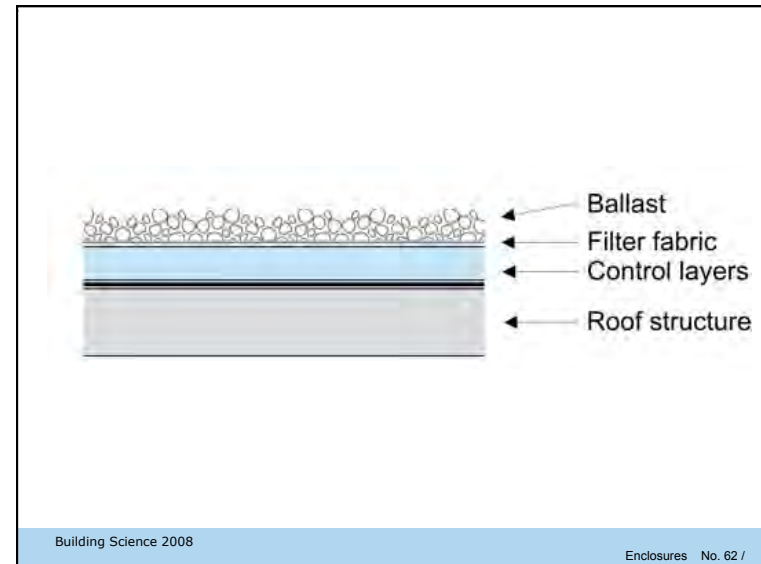 Ballast
Filter fabric
Control layers
Roof structure
Building Science 2008
Enclosures No. 62 /